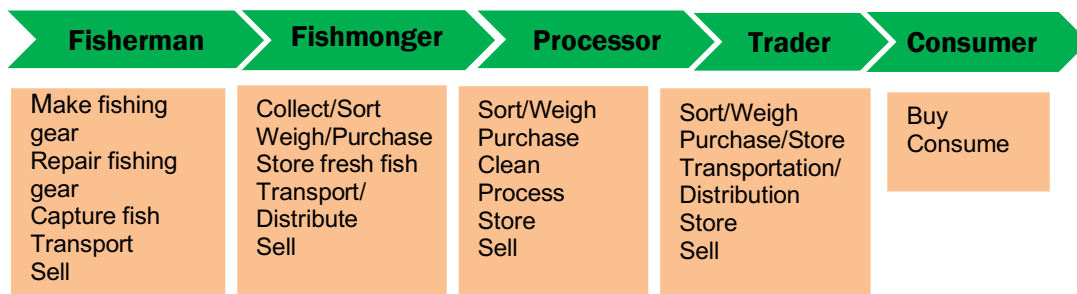 Fisherman
Fishmonger
Processor
Trader
Consumer
Make fishing
gear
Repair fishing
gear
Capture fish
Transport
Sell
Collect/Sort
Weigh/Purchase
Store fresh fish
Transport/
Distribute
Sell
Sort/Weigh
Purchase
Clean
Process
Store
Sell
Sort/Weigh
Purchase/Store
Transportation/
Distribution
Store
Sell
Buy
Consume